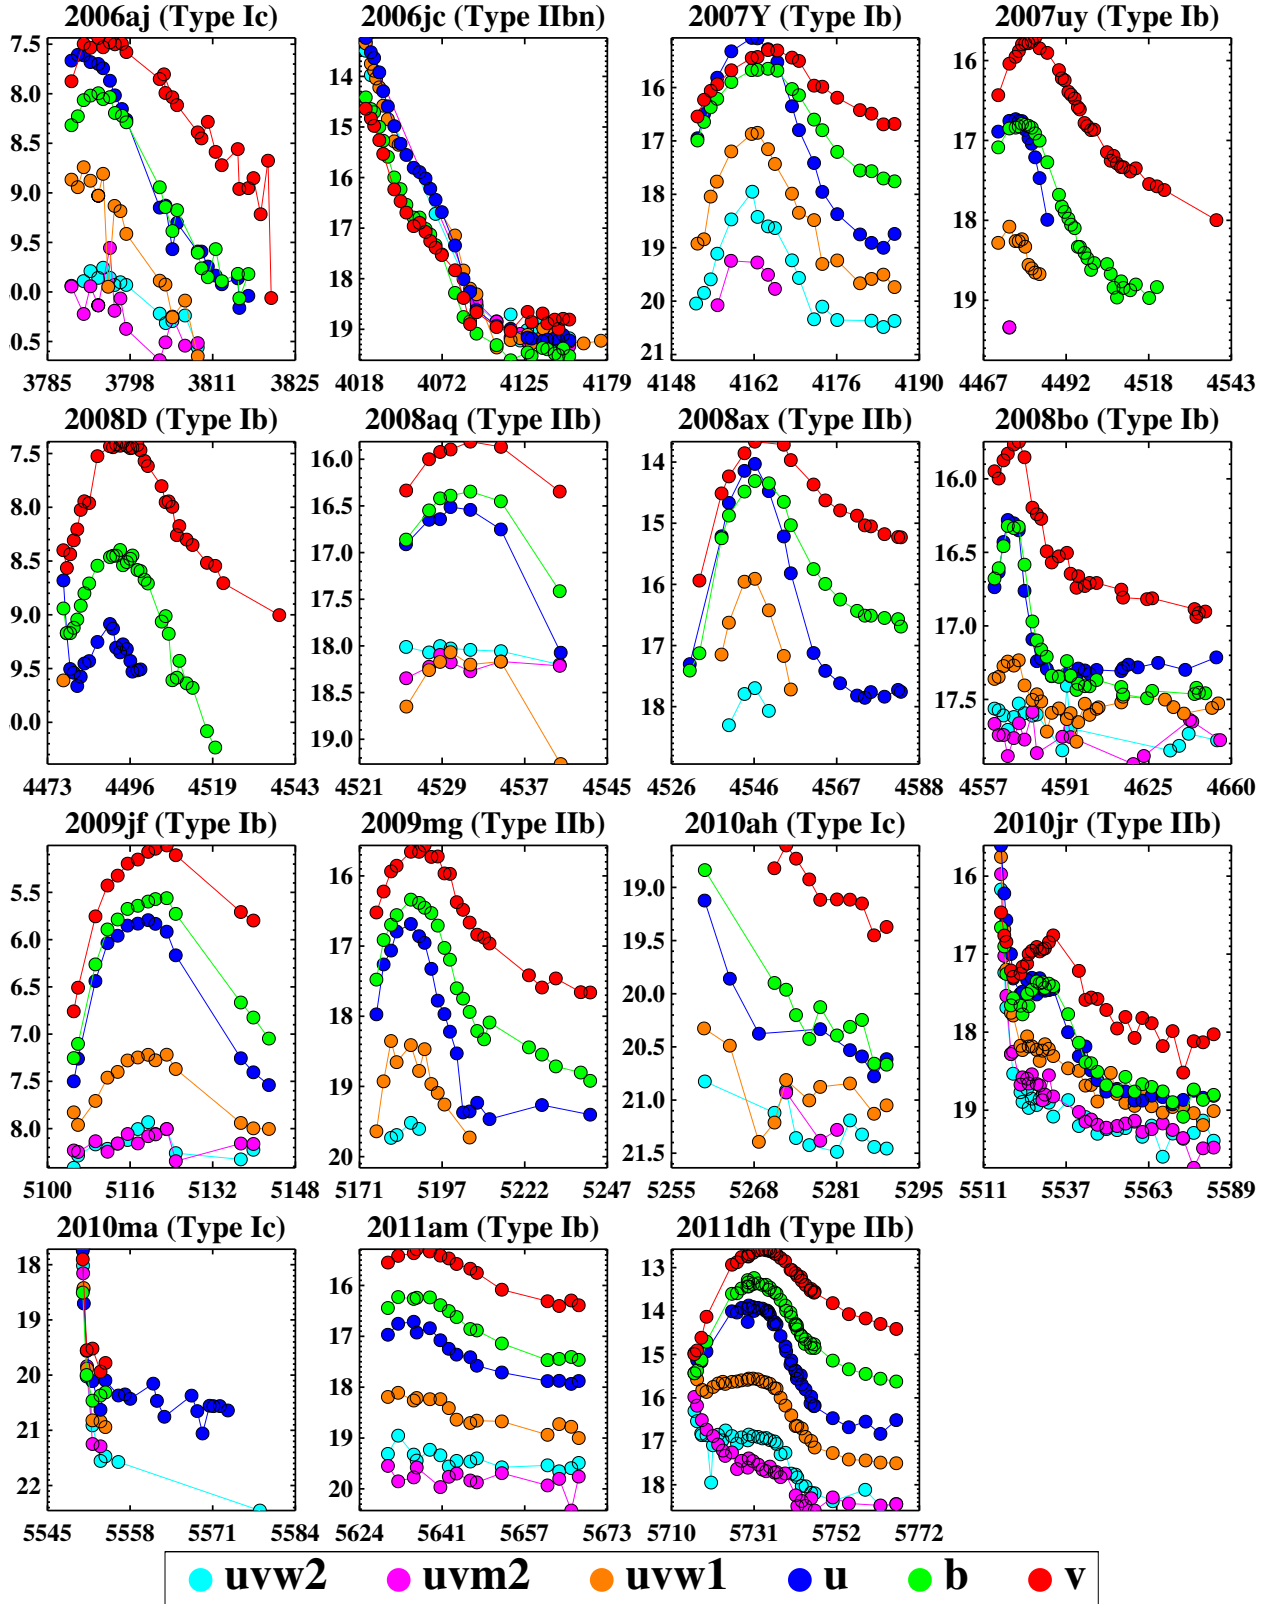 2006aj (Type Ic) 2006jc (Type IIbn) 2007Y (Type Ib) 2007uy (Type Ib)
7.5 8.0 8.5 9.0 9.5 0.0 0.5
14 15 16 17 18 19
16 17 18 19 20 21
16 17 18 19
3785 3798 3811 3825 4018 4072 4125 4179 4148 4162 4176 4190 4467 4492 4518 4543
2008D (Type Ib) 2008aq (Type IIb) 2008ax (Type IIb) 2008bo (Type Ib)
7.5 8.0 8.5 9.0 9.5 0.0
16.0 16.5 17.0 17.5 18.0 18.5 19.0
14 15 16 17 18
16.0 16.5 17.0 17.5
4473 4496 4519 4543 4521 4529 4537 4545 4526 4546 4567 4588 4557 4591 4625 4660
2009jf (Type Ib) 2009mg (Type IIb) 2010ah (Type Ic) 2010jr (Type IIb)
5.5 6.0 6.5 7.0 7.5 8.0
16 17 18 19 20
19.0 19.5 20.0 20.5 21.0 21.5
16 17 18 19
5100 5116 5132 5148 5171 5197 5222 5247 5255 5268 5281 5295 5511 5537 5563 5589
2010ma (Type Ic) 2011am (Type Ib) 2011dh (Type IIb)
18 19 20 21 22
16 17 18 19 20
13 14 15 16 17 18
5545 5558 5571 5584 5624 5641 5657 5673 5710 5731 5752 5772
uvw2 uvm2 uvw1 u b v